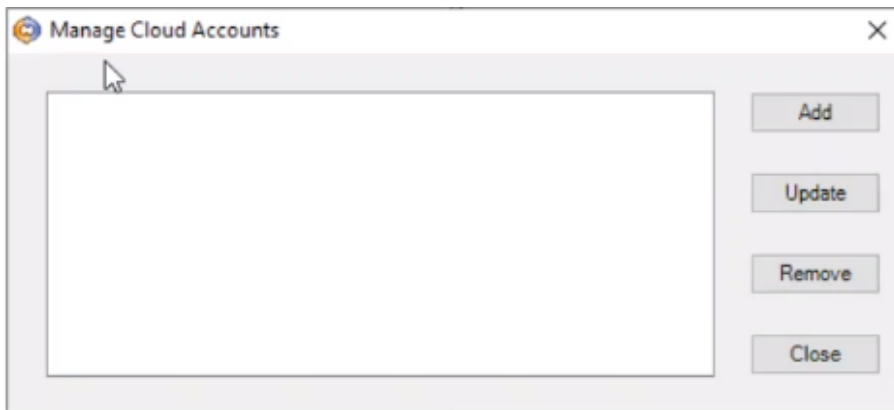 Manage Cloud Accounts
Add
Update
Remove
Close